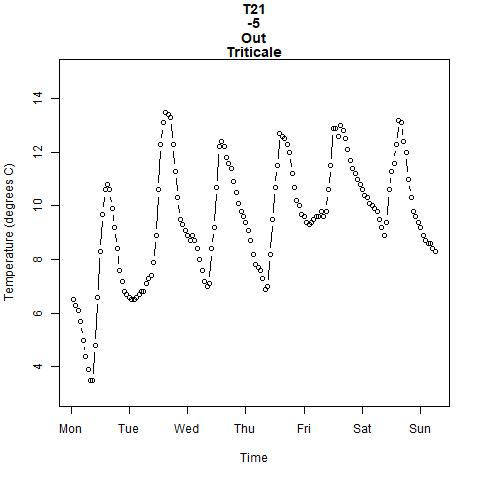 T21
-5
Out
Triticale
Temperature (degrees C)
14
12
10
8
6
4
Mon Tue Wed Thu Fri Sat Sun
Time